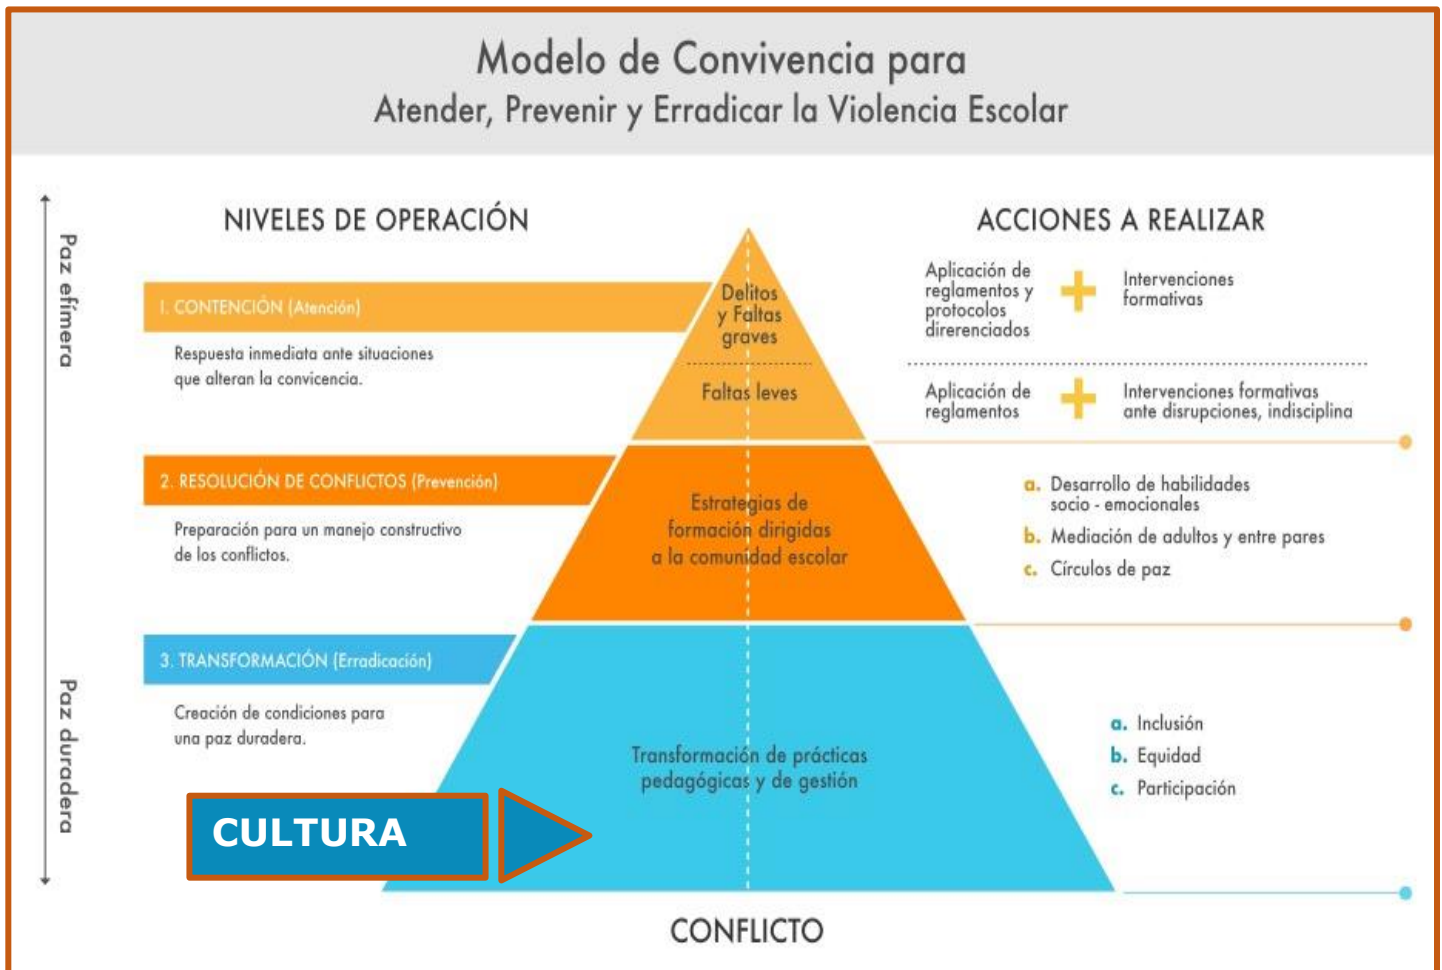 Modelo de Convivencia para
Atender, Prevenir y Erradicar la Violencia Escolar
Paz efímera
Paz duradera
NIVELES DE OPERACIÓN
1. CONTENCIÓN (Atención)
Respuesta inmediata ante situaciones
que alteran la convicencia.
2. RESOLUCIÓN DE CONFLICTOS (Prevención)
Preparación para un manejo constructivo
de los conflictos.
3. TRANSFORMACIÓN (Erradicación)
Creación de condiciones para
una paz duradera.
CULTURA
Delitos
y Faltas
graves
Faltas leves
Estrategias de
formación dirigidas
a la comunidad escolar
Transformación de prácticas
pedagógicas y de gestión
CONFLICTO
ACCIONES A REALIZAR
Aplicación de
reglamentos y
protocolos
direrenciados
+
Intervenciones
formativas
Aplicación de
reglamentos
+
Intervenciones formativas
ante disrupciones, indisciplina
a. Desarrollo de habilidades
socio - emocionales
b. Mediación de adultos y entre pares
c. Círculos de paz
a. Inclusión
b. Equidad
c. Participación